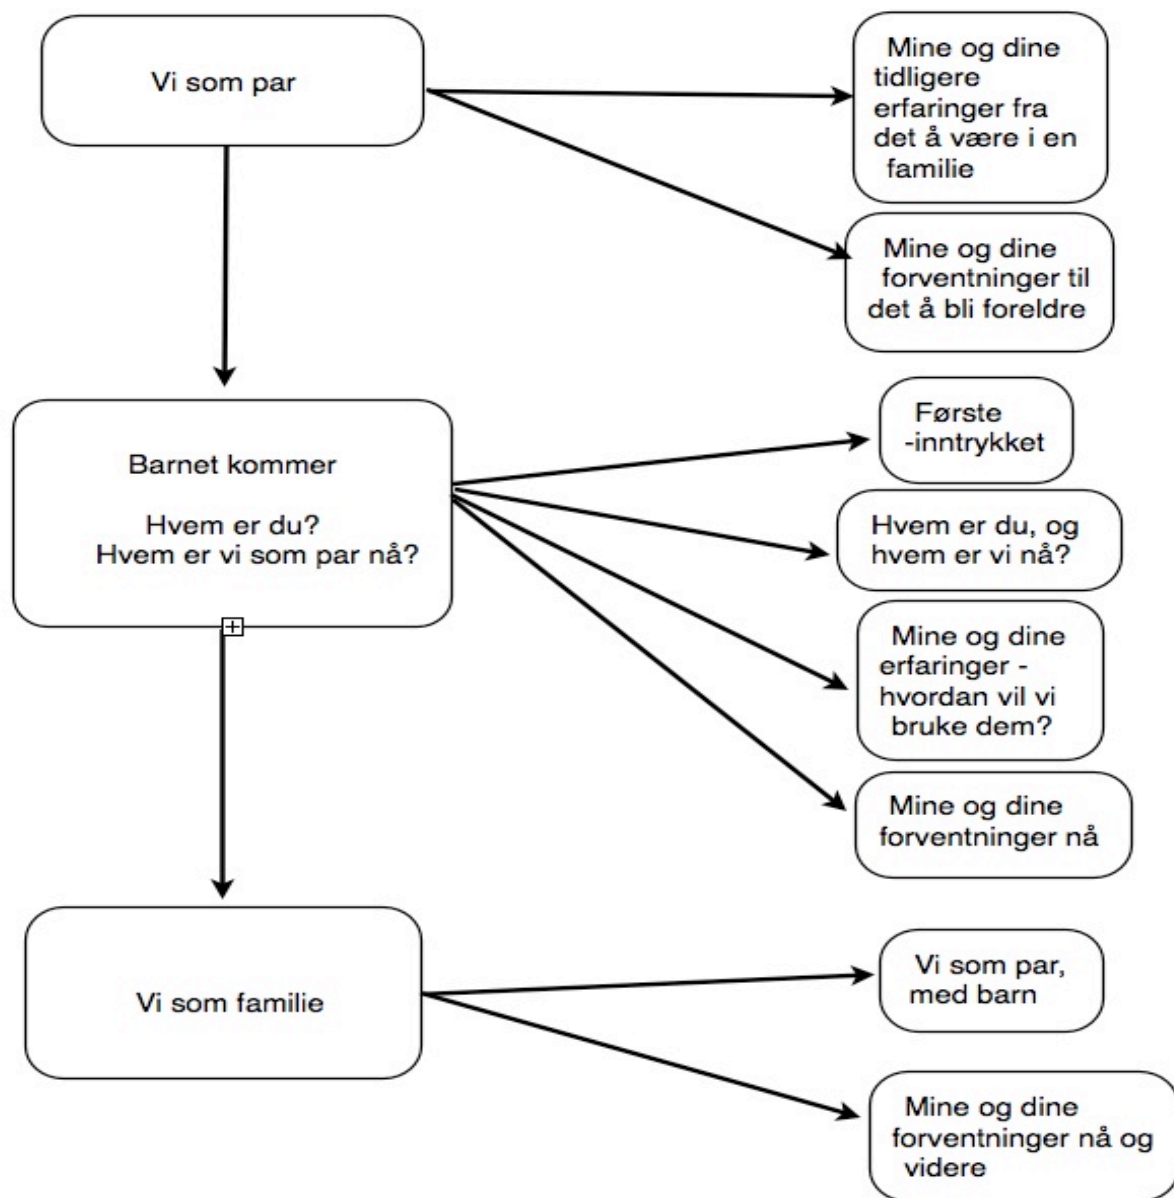 Vi som par
Mine og dine
tidligere
erfaringer fra
det å være i en
familie
Mine og dine
forventninger til
det å bli foreldre
Barnet kommer
Hvem er du?
Hvem er vi som par nå?
Første
-inntrykket
Hvem er du, og
hvem er vi nå?
Mine og dine
erfaringer -
hvordan vil vi
bruke dem?
Mine og dine
forventninger nå
Vi som familie
Vi som par,
med barn
Mine og dine
forventninger nå og
videre